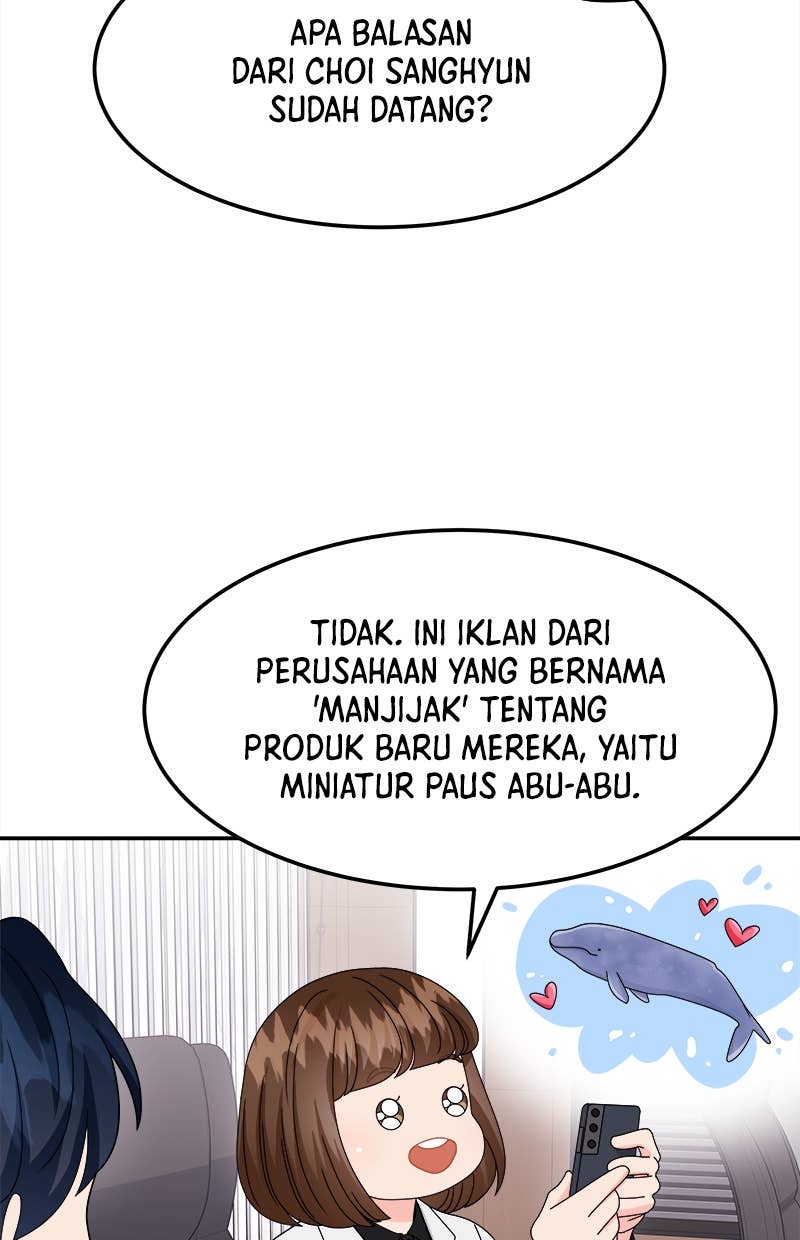 APA BALASAN
DARI CHOI SANGHYUN
SUDAH DATANG?
TIDAK. INI IKLAN DARI
PERUSAHAAN YANG BERNAMA
'MANJIJAK' TENTANG
PRODUK BARU MEREKA, YAITU
MINIATUR PAUS ABU-ABU.